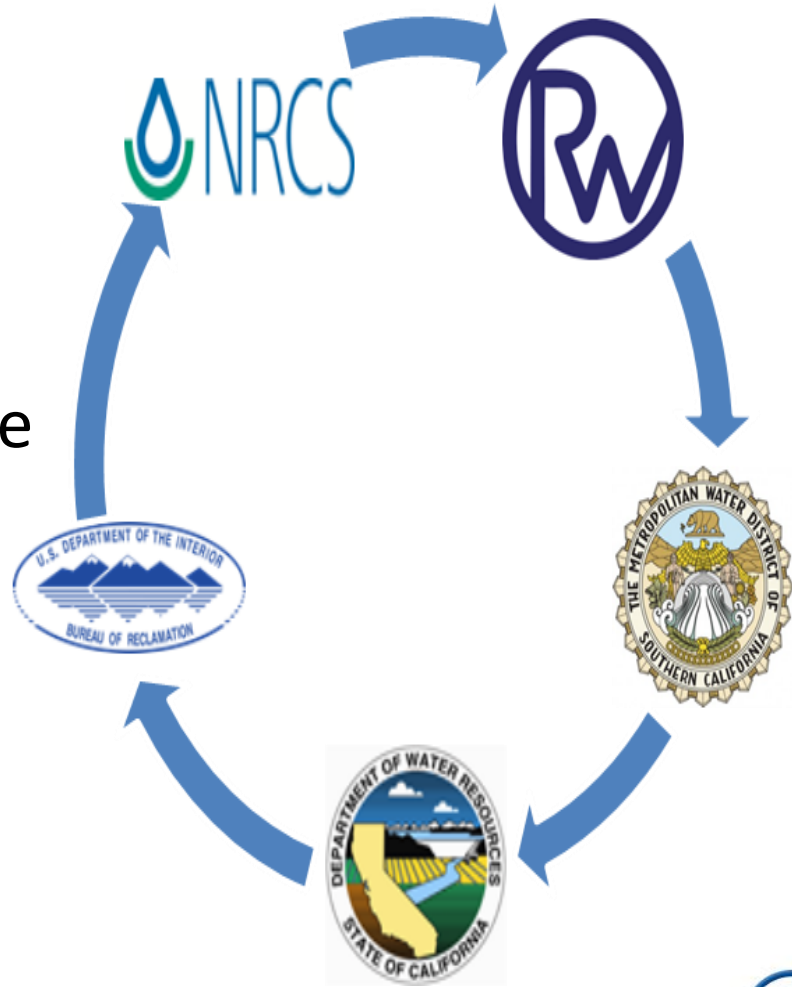 NRCS
RW
e
THE METROPOLITAN WATER DISTRICT OF
SOUTHERN CALIFORNIA
U.S. DEPARTMENT OF THE INTERIOR
BUREAU OF RECLAMATION
DEPARTMENT OF WATER RESOURCES
STATE OF CALIFORNIA